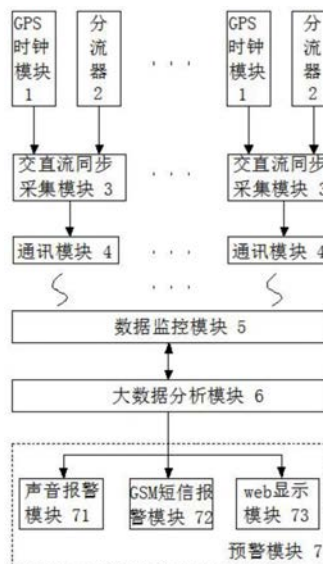 GPS
时钟
模块
1
分
流
器
2
GPS
时钟
模块
1
分
流
器
2
交直流同步
采集模块 3
交直流同步
采集模块 3
通讯模块 4
通讯模块 4
数据监控模块 5
大数据分析模块 6
声音报警
模块 71
GSM短信报
警模块 72
web显示
模块 73
预警模块 7